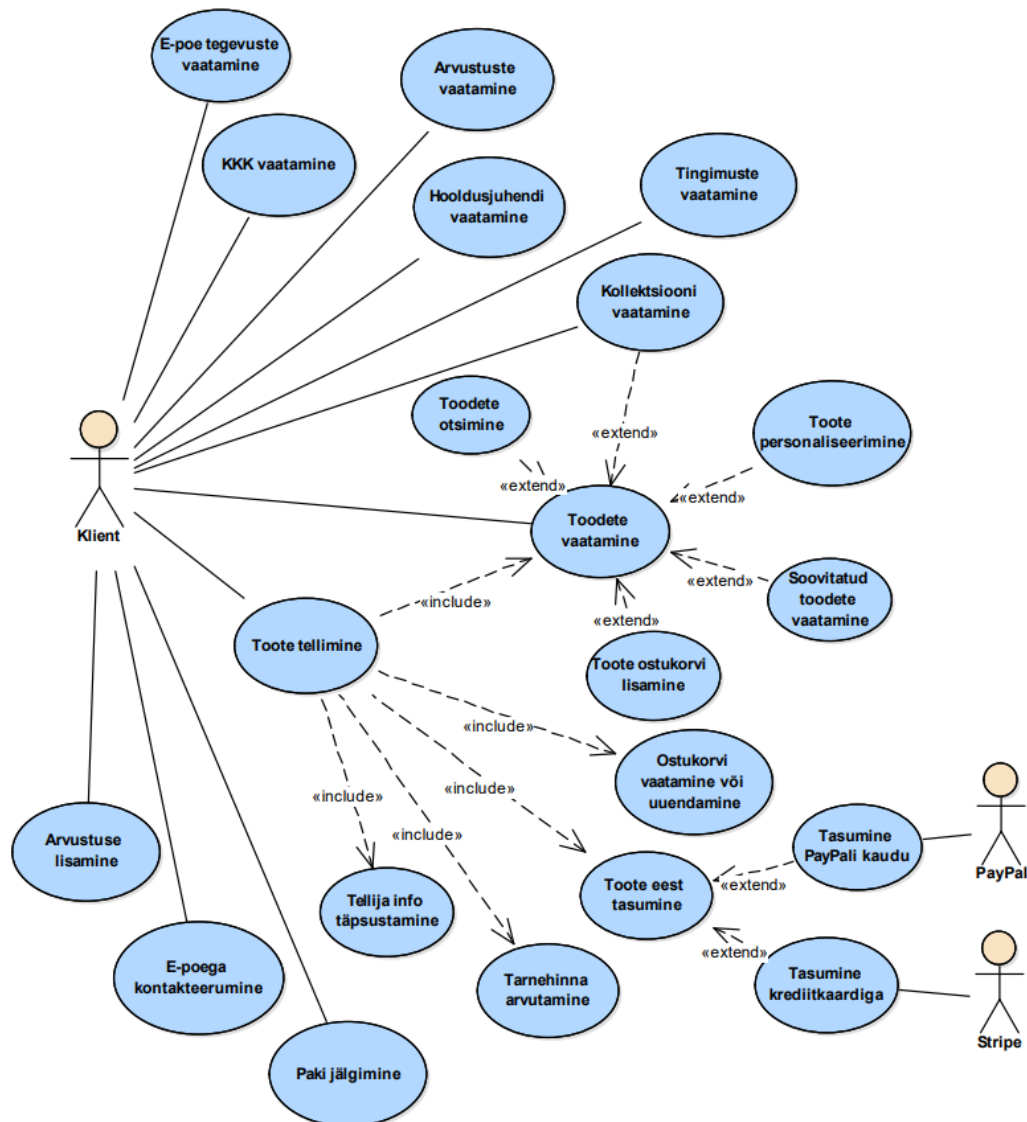 E-poe tegevuste
vaatamine
Arvustuste
vaatamine
KKK vaatamine
Hooldusjuhendi
vaatamine
Tingimuste
vaatamine
Kollektsiooni
vaatamine
Toodete
otsimine
«extend»
Toote
personaliseerimine
«extend»
«extend»
Klient
Toodete
vaatamine
«extend»
Soovitatud
toodete
vaatamine
«include»
«extend»
Toote tellimine
Toote ostukorvi
lisamine
«include»
Ostukorvi
vaatamine või
uuendamine
«include»
«include»
«include»
Arvustuse
lisamine
Tasumine
PayPali kaudu
PayPal
Toote eest
tasumine
«extend»
Tellija info
täpsustamine
«extend»
E-poega
kontakteerumine
Tarnehinna
arvutamine
Tasumine
krediitkaardiga
Stripe
Paki jälgimine